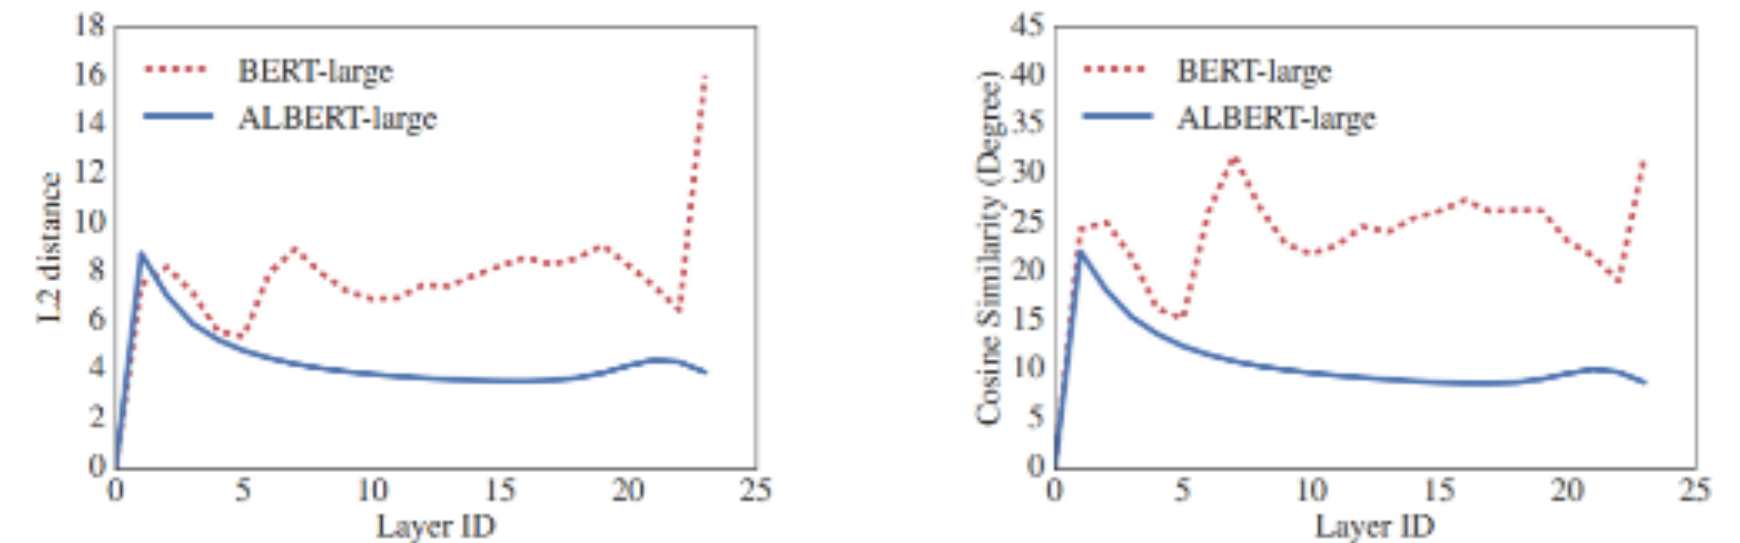 18
16
14
12
10
8
6
4
2
0
L2 distance
BERT-large
ALBERT-large
0 5 10 15 20 25
Layer ID
45
40
35
30
25
20
15
10
5
0
Cosine Similarity (Degree)
BERT-large
ALBERT-large
0 5 10 15 20 25
Layer ID